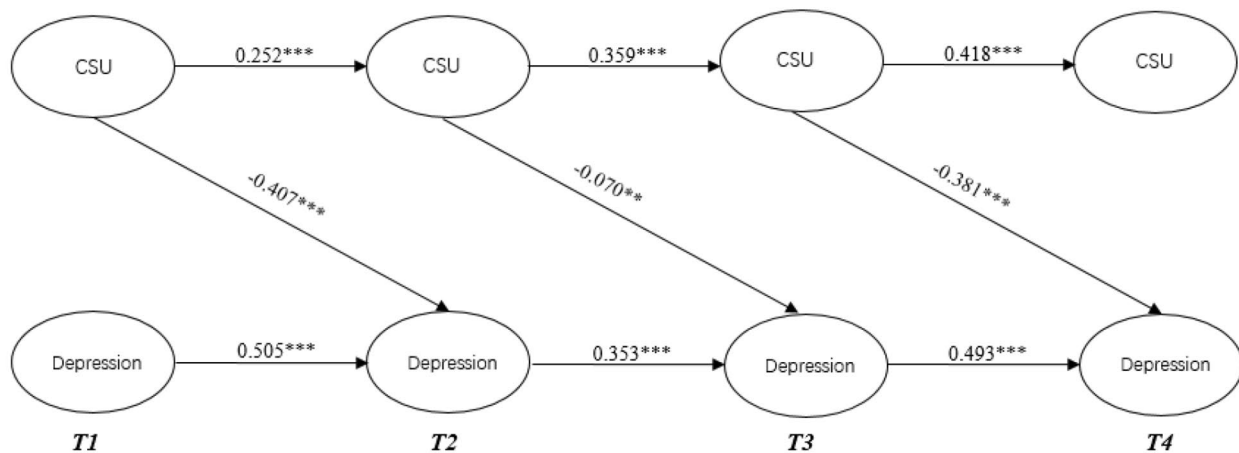 CSU 0.252*** CSU 0.359*** CSU 0.418*** CSU
-0.407*** -0.070** -0.381***
Depression 0.505*** Depression 0.353*** Depression 0.493*** Depression
T1 T2 T3 T4